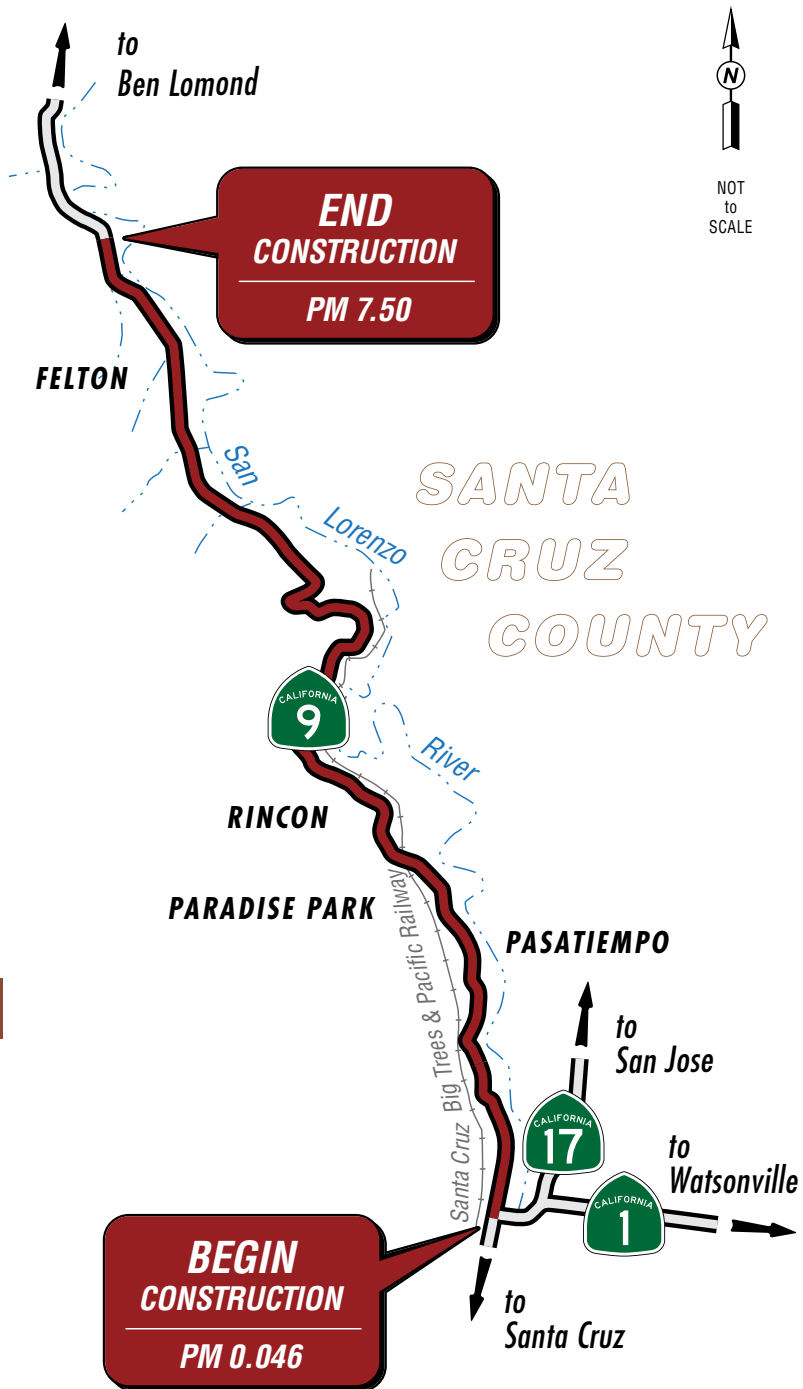 to
Ben Lomond
N
NOT
to
SCALE
END
CONSTRUCTION
PM 7.50
FELTON
San
Lorenzo
River
SANTA
CRUZ
COUNTY
CALIFORNIA
9
RINCON
PARADISE PARK
Santa Cruz Big Trees & Pacific Railway
PASATIEMPO
to
San Jose
CALIFORNIA
17
to
Watsonville
CALIFORNIA
1
BEGIN
CONSTRUCTION
PM 0.046
to
Santa Cruz